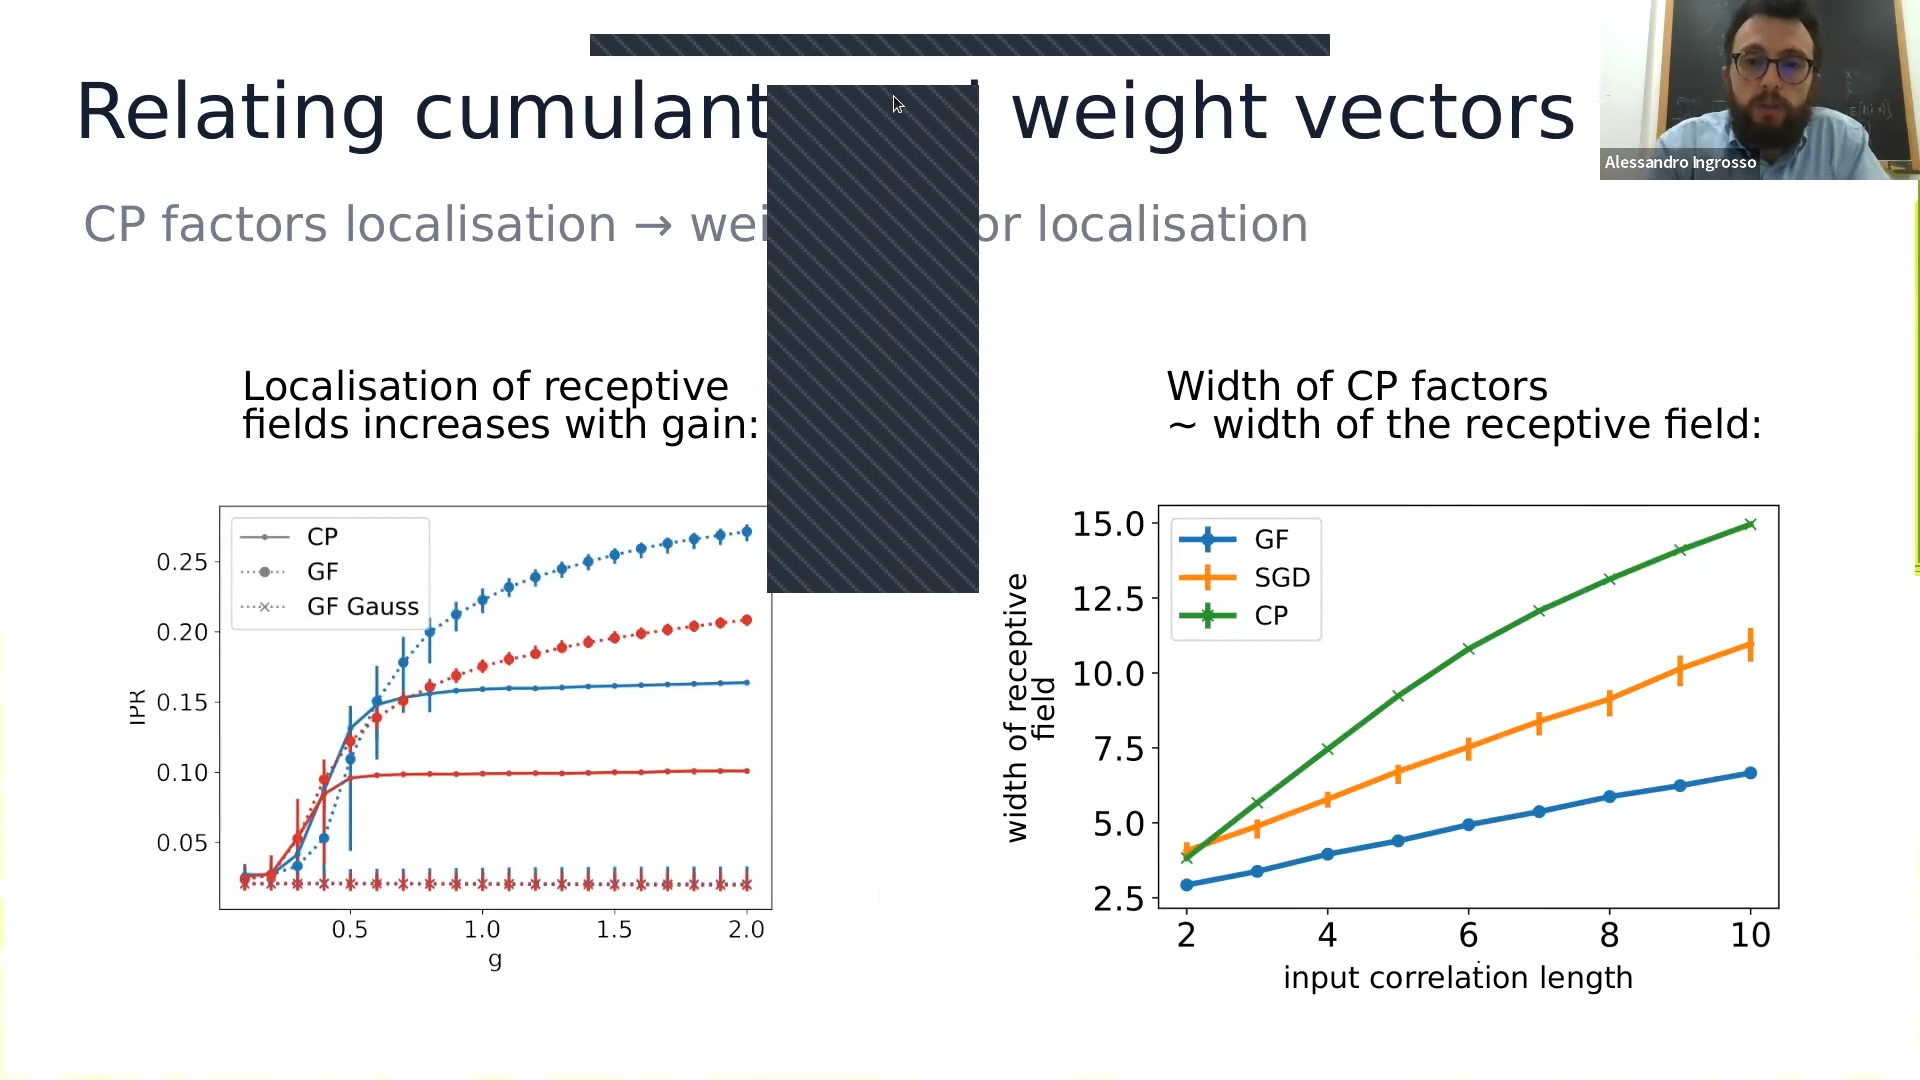 Relating cumulant weight vectors
Alessandro Ingrosso
CP factors localisation → localisation
Localisation of receptive
fields increases with gain:
Width of CP factors
~ width of the receptive field:
CP
GF
GF Gauss
0.25
0.20
0.15
0.10
0.05
IPR
0.5 1.0 1.5 2.0
g
GF
SGD
CP
15.0
12.5
10.0
7.5
5.0
2.5
width of receptive
field
2 4 6 8 10
input correlation length